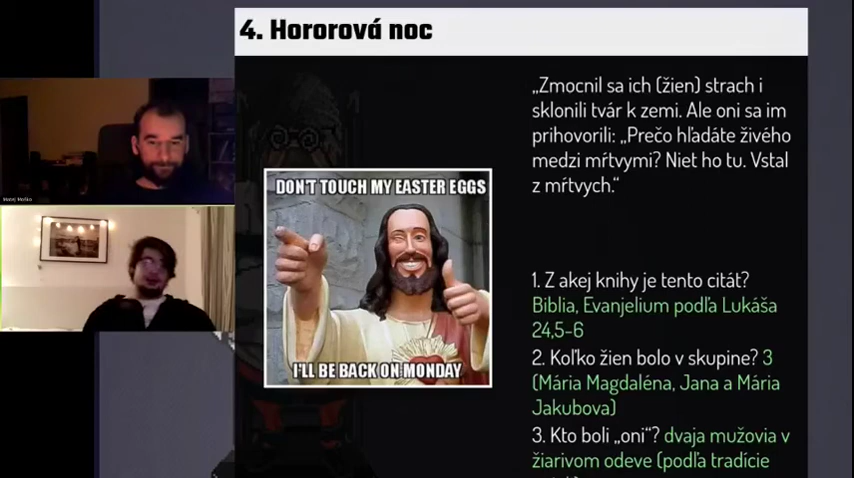 4. Hororová noc
„Zmocnil sa ich (žien) strach i
sklonili tvár k zemi. Ale oni sa im
prihovorili: „Prečo hľadáte živého
medzi mŕtvymi? Niet ho tu. Vstal
z mŕtvych.“
DON'T TOUCH MY EASTER EGGS
I'LL BE BACK ON MONDAY
1. Z akej knihy je tento citát?
Biblia, Evanjelium podľa Lukáša
24,5-6
2. Koľko žien bolo v skupine? 3
(Mária Magdaléna, Jana a Mária
Jakubova)
3. Kto boli „oni“? dvaja mužovia v
žiarivom odeve (podľa tradície